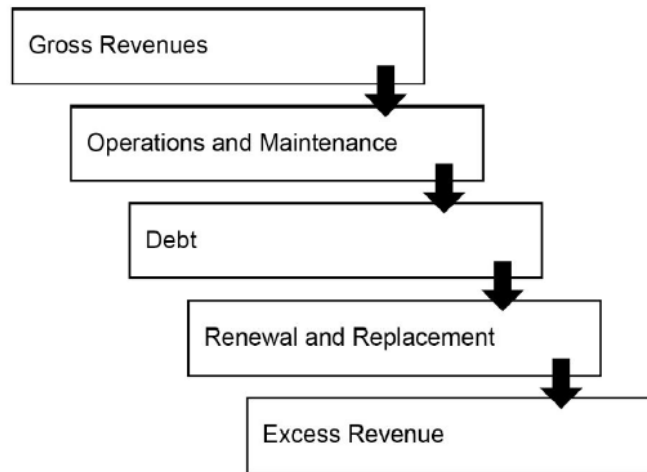 Gross Revenues
Operations and Maintenance
Debt
Renewal and Replacement
Excess Revenue